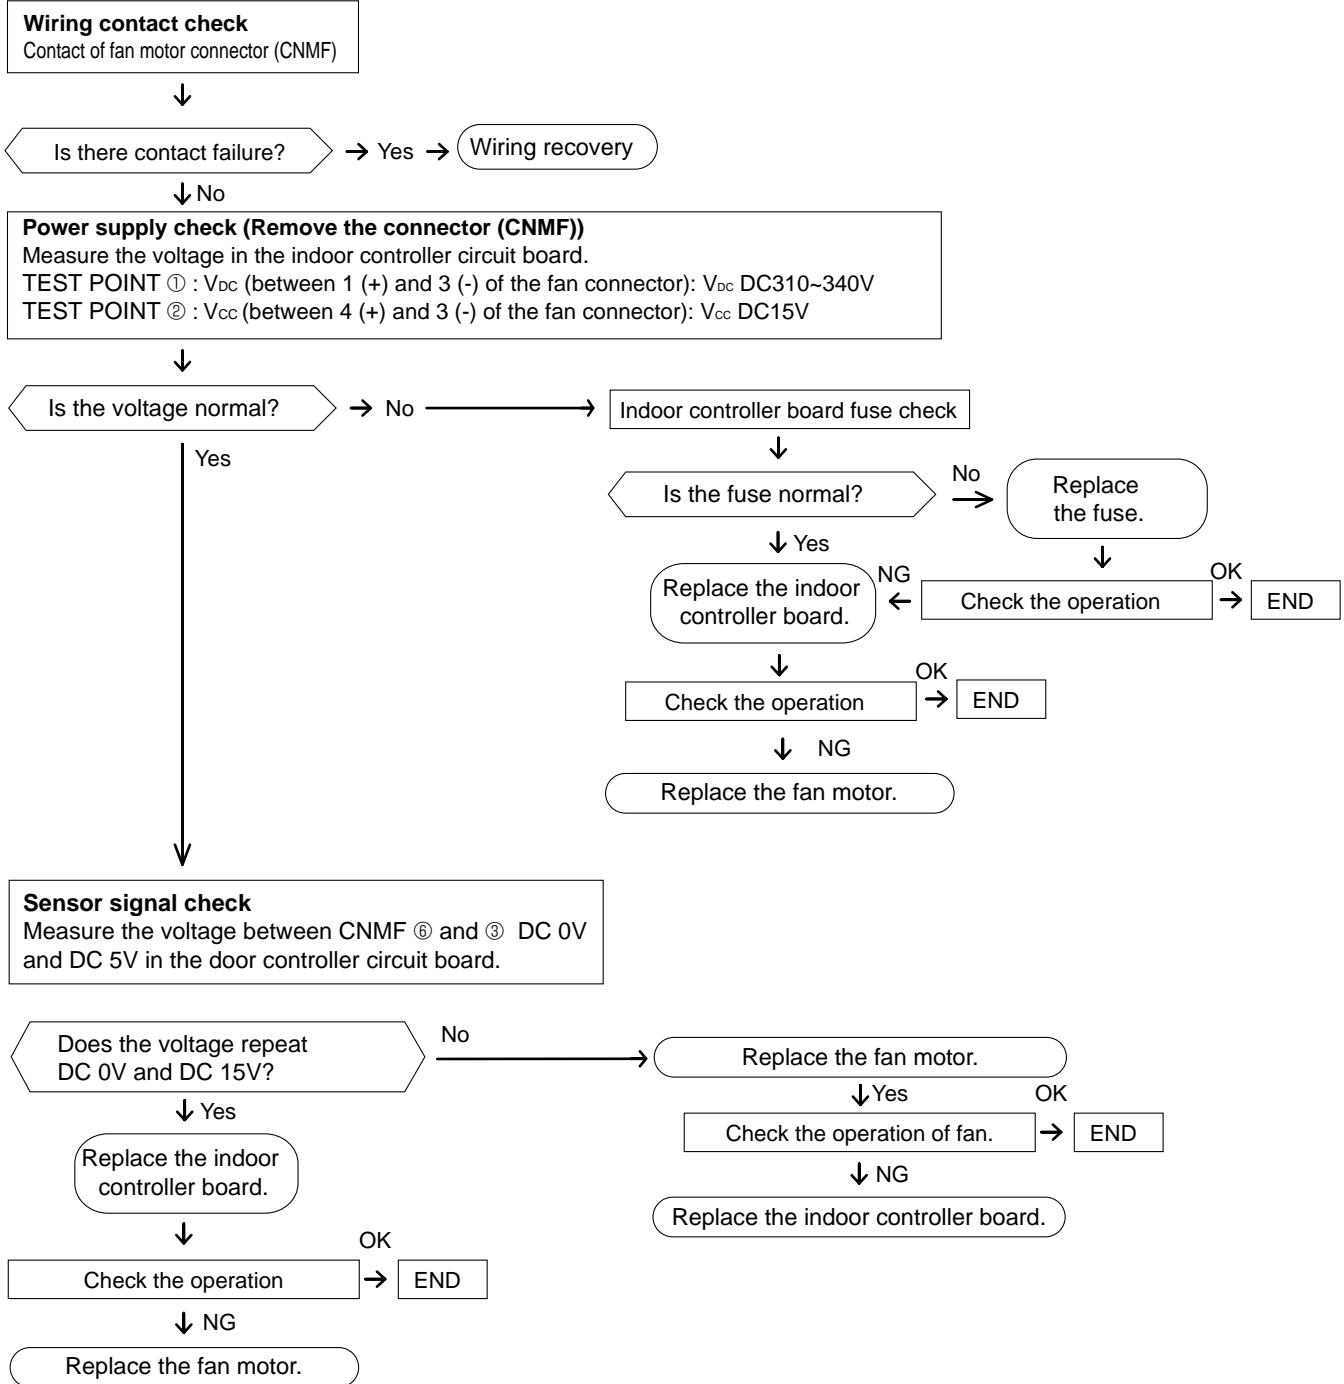 Wiring contact check
Contact of fan motor connector (CNMF)
Is there contact failure?
Yes
Wiring recovery
No
Power supply check (Remove the connector (CNMF))
Measure the voltage in the indoor controller circuit board.
TEST POINT ① : VDC (between 1 (+) and 3 (-) of the fan connector): VDC DC310~340V
TEST POINT ② : VCC (between 4 (+) and 3 (-) of the fan connector): Vcc DC15V
Is the voltage normal?
No
Indoor controller board fuse check
Yes
Is the fuse normal?
No
Replace
the fuse.
Yes
Replace the indoor
controller board.
NG
Check the operation
OK
END
Check the operation
OK
END
NG
Replace the fan motor.
Sensor signal check
Measure the voltage between CNMF ⑥ and ③ DC 0V
and DC 5V in the door controller circuit board.
Does the voltage repeat
DC 0V and DC 15V?
No
Replace the fan motor.
Yes
OK
Check the operation of fan.
END
NG
Replace the indoor controller board.
Yes
Replace the indoor
controller board.
OK
Check the operation
END
NG
Replace the fan motor.